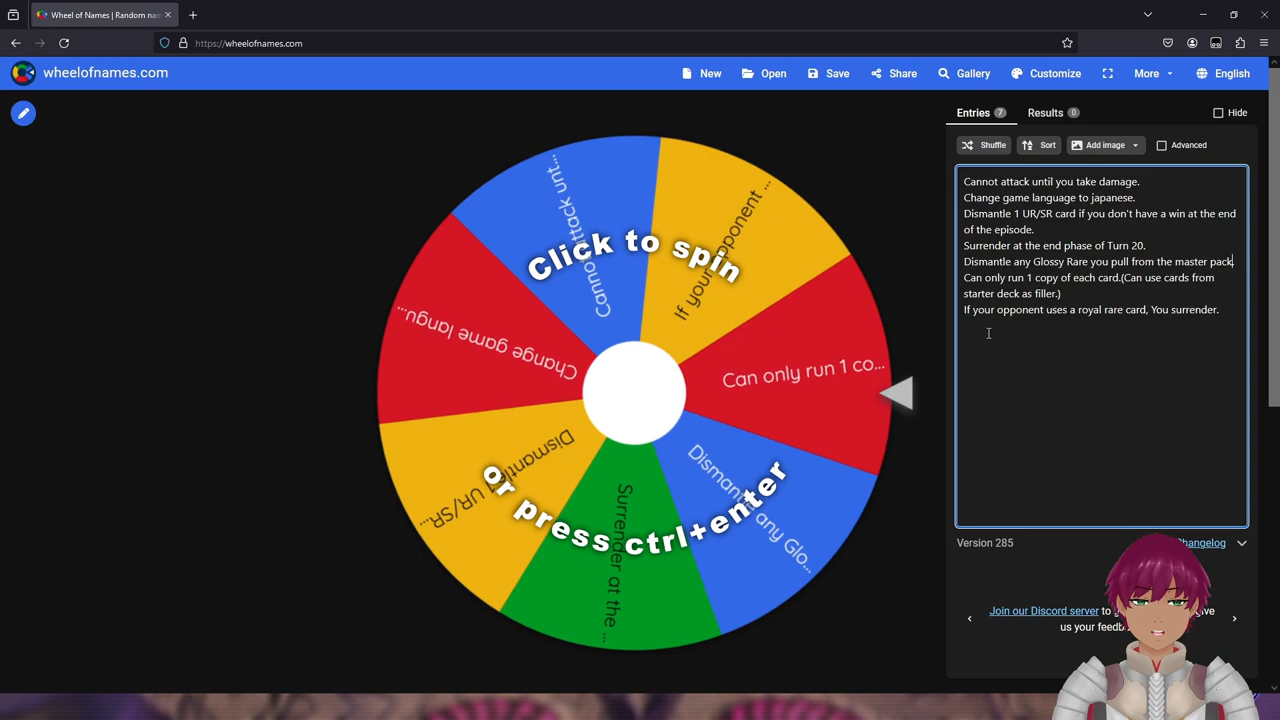 Wheel of Names | Random nam
https://wheelofnames.com
wheelofnames.com
New
Open
Save
Share
Gallery
Customize
More
English
Entries 7
Results 0
Hide
Shuffle
Sort
Add image
Advanced
Cannot attack until you take damage.
Change game language to japanese.
Dismantle 1 UR/SR card if you don't have a win at the end
of the episode.
Surrender at the end phase of Turn 20.
Dismantle any Glossy Rare you pull from the master pack
Can only run 1 copy of each card.(Can use cards from
starter deck as filler.)
If your opponent uses a royal rare card, You surrender.
Cannot attack unt...
If your opponent ...
Can only run 1 co...
Dismantle any Glo...
Surrender at the ...
Dismantle 1 UR/SR...
Change game langu...
Click to spin
or press ctrl+enter
Version 285
Changelog
Join our Discord server to
us your feedb